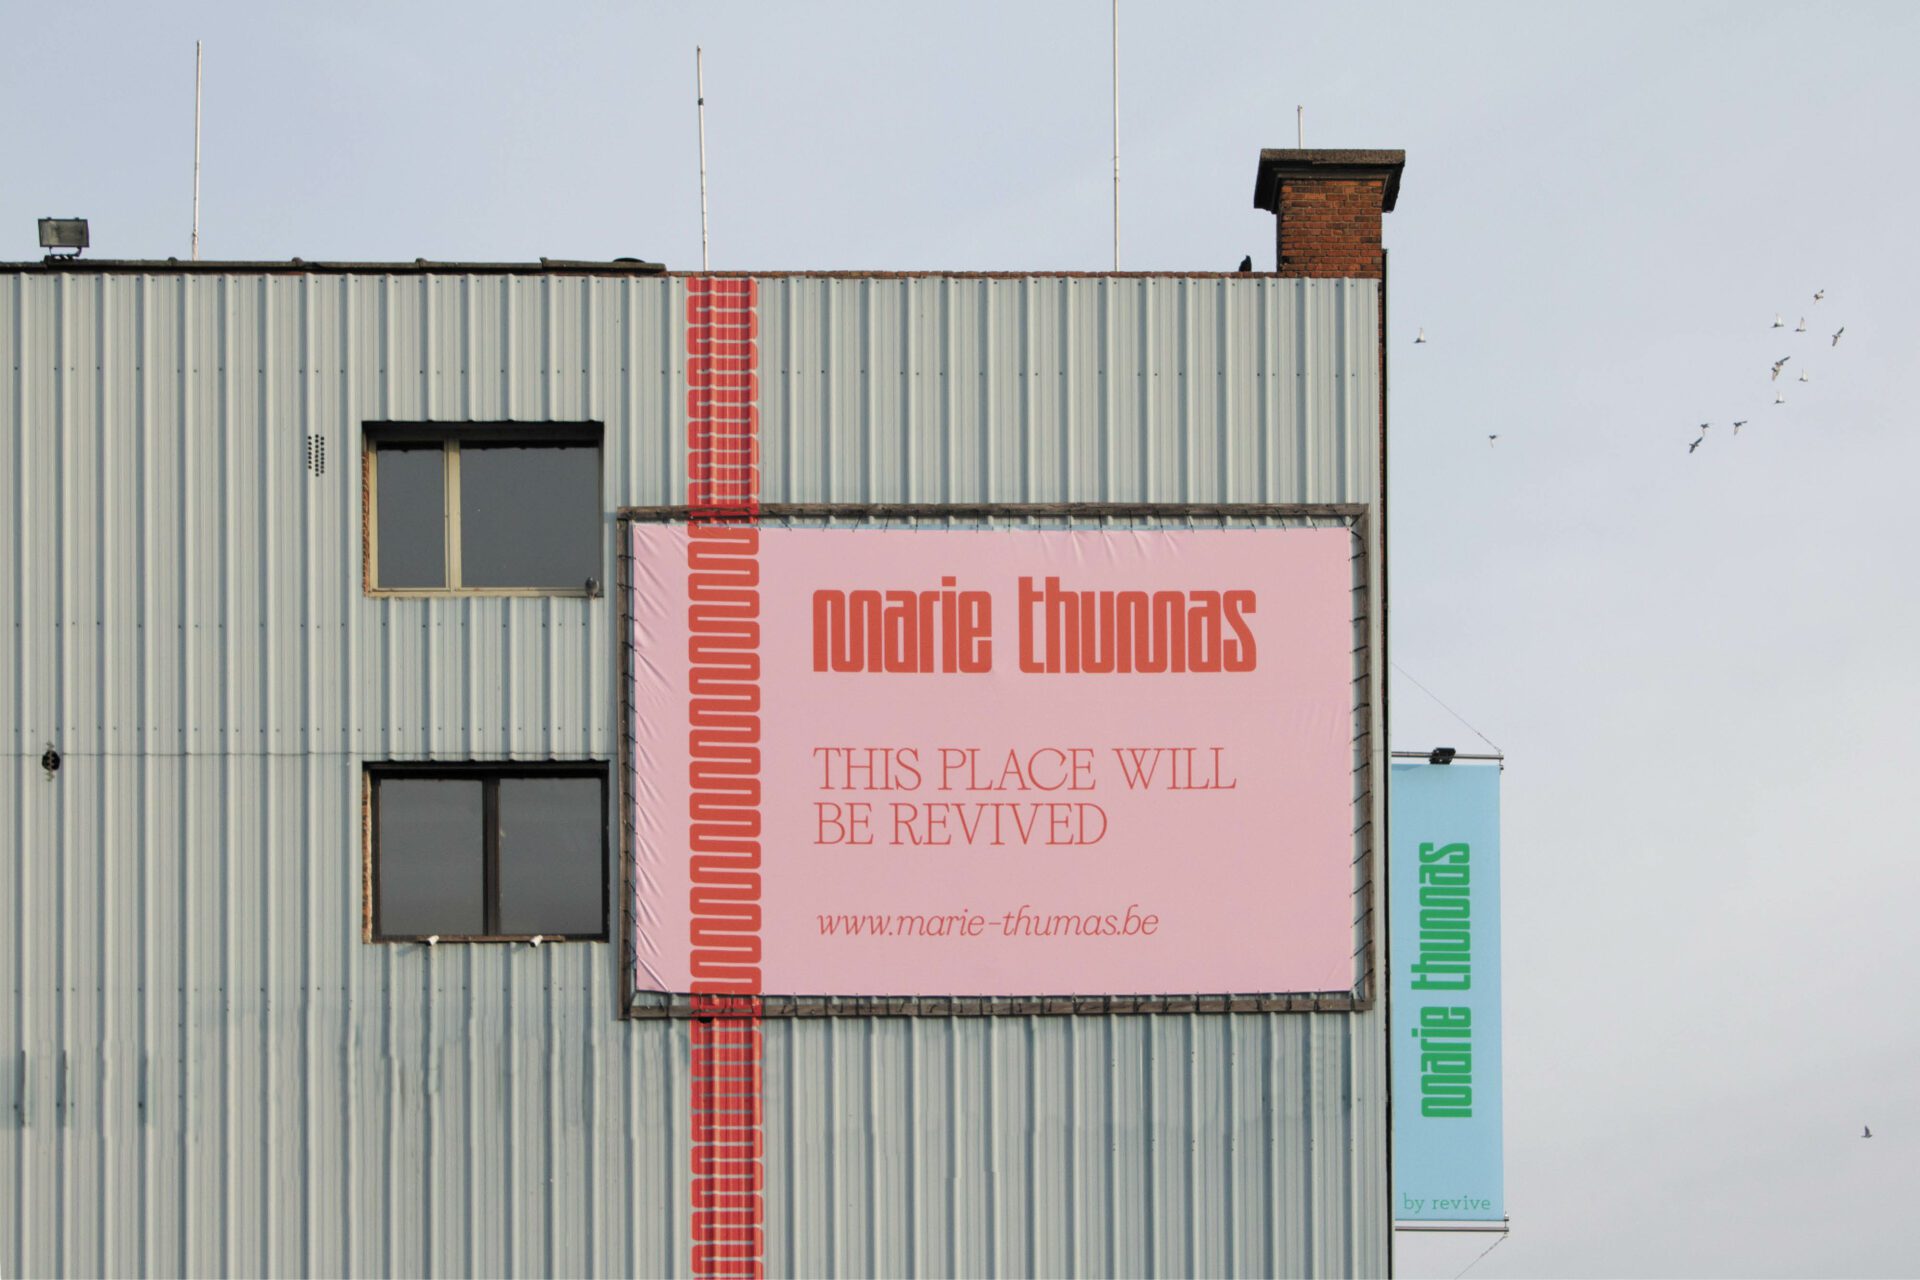 marie thumas
THIS PLACE WILL
BE REVIVED
www.marie-thumas.be
marie thumas
by revive